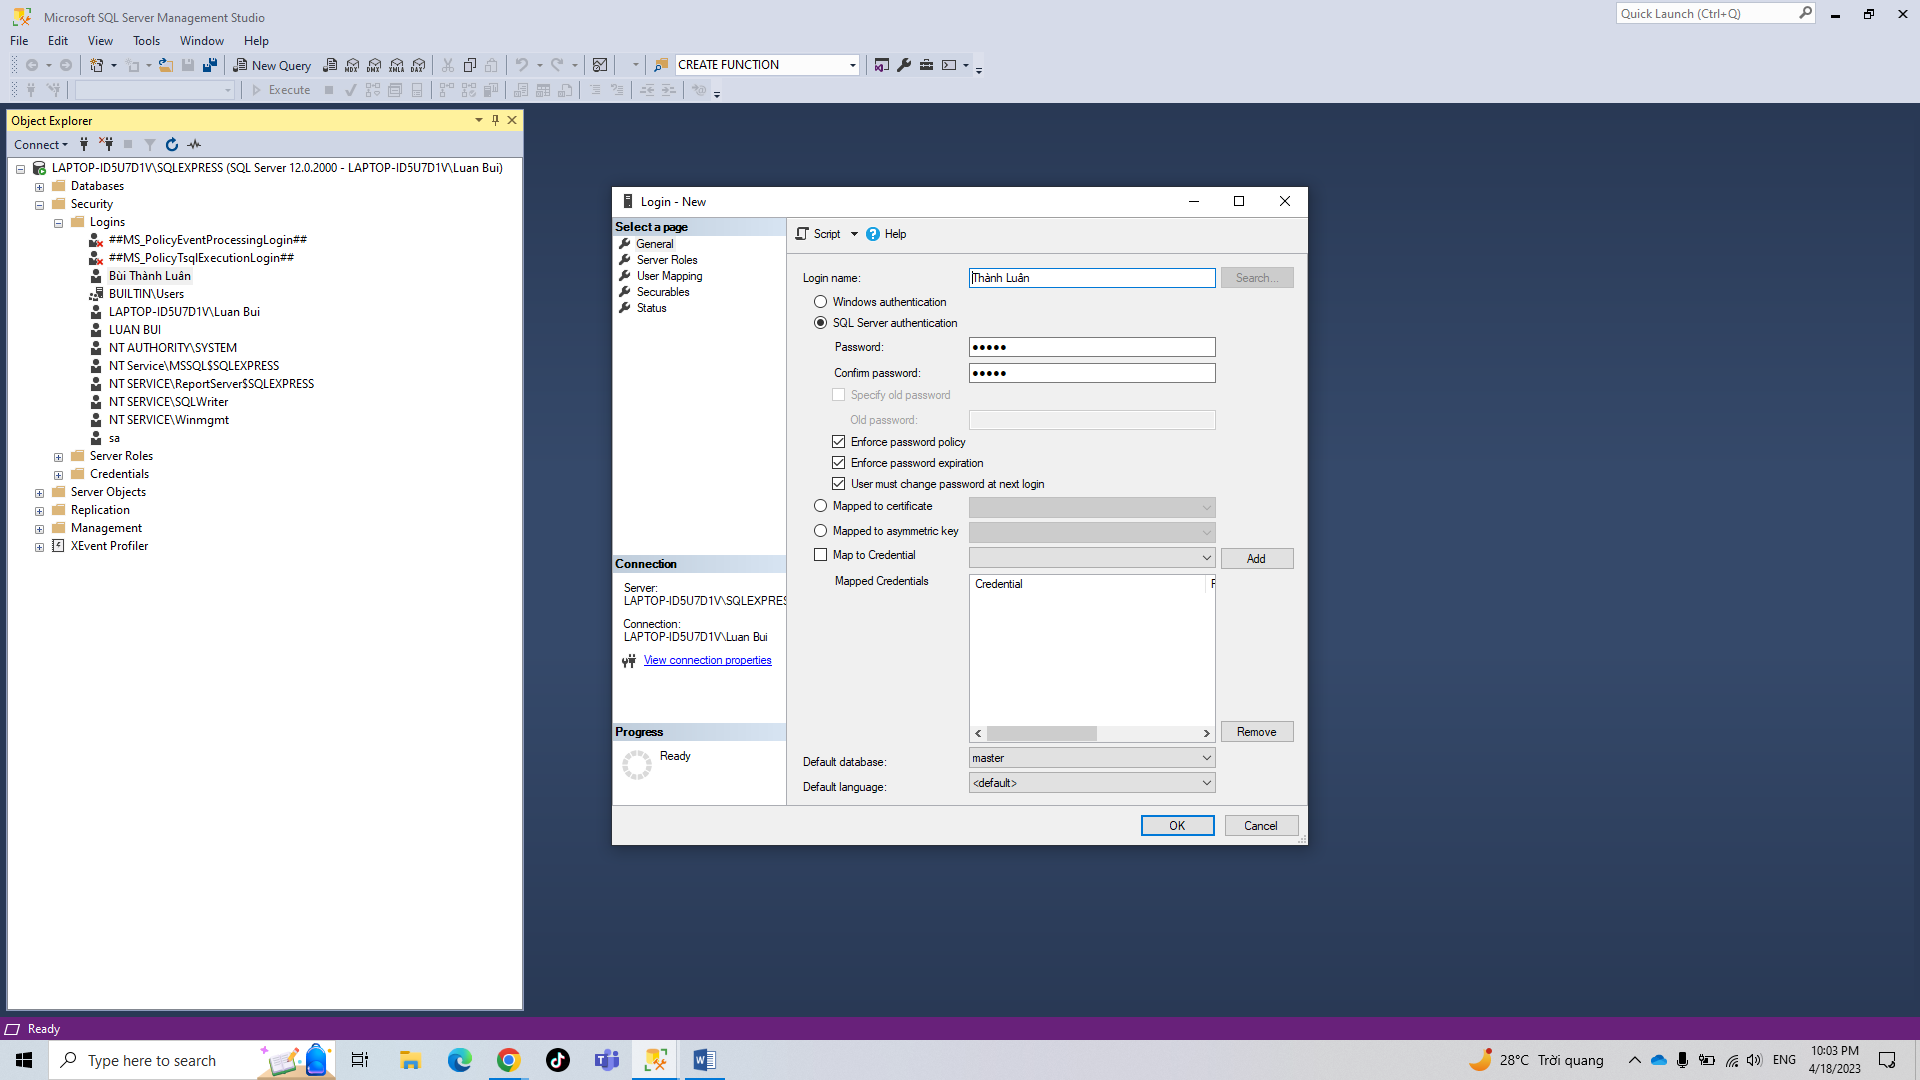 Microsoft SQL Server Management Studio
Quick Launch (Ctrl+Q)
File Edit View Tools Window Help
New Query MDX DMX XMLA DAX CREATE FUNCTION
Execute
Object Explorer
Connect
LAPTOP-ID5U7D1V\SQLEXPRESS (SQL Server 12.0.2000 - LAPTOP-ID5U7D1V\Luan Bui)
Databases
Security
Logins
##MS_PolicyEventProcessingLogin##
##MS_PolicyTsqlExecutionLogin##
Bùi Thành Luân
BUILTIN\Users
LAPTOP-ID5U7D1V\Luan Bui
LUAN BUI
NT AUTHORITY\SYSTEM
NT Service\MSSQL$SQLEXPRESS
NT SERVICE\ReportServer$SQLEXPRESS
NT SERVICE\SQLWriter
NT SERVICE\Winmgmt
sa
Server Roles
Credentials
Server Objects
Replication
Management
XEvent Profiler
Login - New
Select a page
General
Server Roles
User Mapping
Securables
Status
Connection
Server:
LAPTOP-ID5U7D1V\SQLEXPRES
Connection:
LAPTOP-ID5U7D1V\Luan Bui
View connection properties
Progress
Ready
Script Help
Login name: Thành Luân Search...
Windows authentication
SQL Server authentication
Password: •••••
Confirm password: •••••
Specify old password
Old password:
Enforce password policy
Enforce password expiration
User must change password at next login
Mapped to certificate
Mapped to asymmetric key
Map to Credential Add
Mapped Credentials Credential
Remove
Default database: master
Default language: <default>
OK Cancel
Ready
Type here to search
28°C Trời quang ENG 10:03 PM
4/18/2023